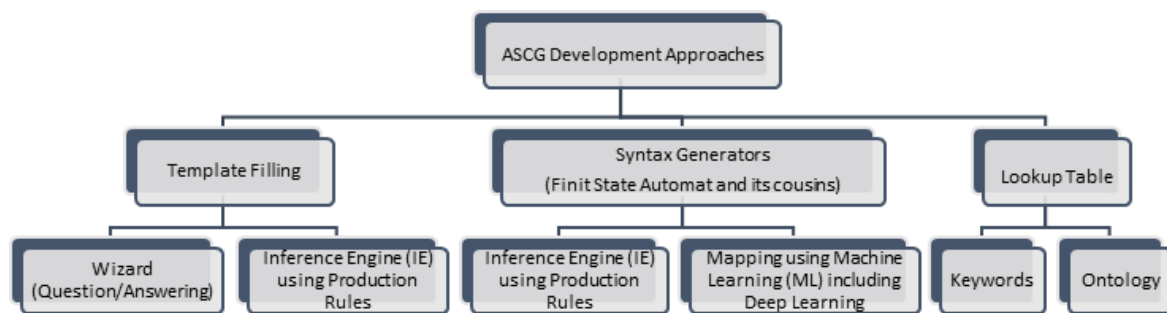 ASCG Development Approaches
Template Filling
Syntax Generators
(Finit State Automat and its cousins)
Lookup Table
Wizard
(Question/Answering)
Inference Engine (IE)
using Production
Rules
Inference Engine (IE)
using Production
Rules
Mapping using Machine
Learning (ML) including
Deep Learning
Keywords
Ontology